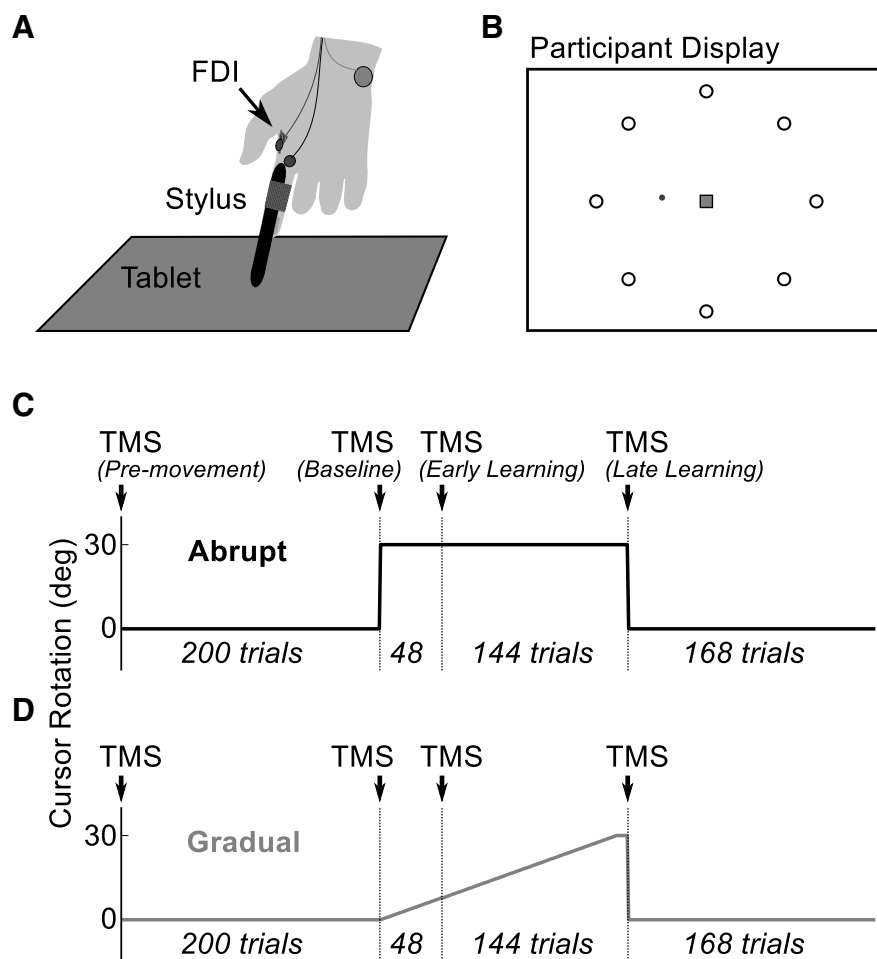 A
FDI
Stylus
Tablet
B
Participant Display
C
TMS TMS TMS TMS
(Pre-movement) (Baseline) (Early Learning) (Late Learning)
30
Abrupt
0
200 trials 48 144 trials 168 trials
Cursor Rotation (deg)
D
TMS TMS TMS TMS
30
Gradual
0
200 trials 48 144 trials 168 trials